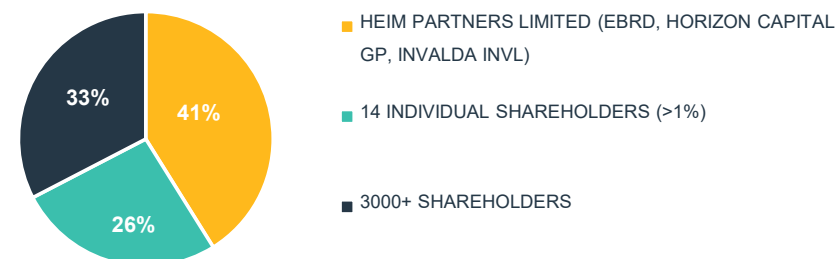 HEIM PARTNERS LIMITED (EBRD, HORIZON CAPITAL
GP, INVALDA INVL)
33%
41%
14 INDIVIDUAL SHAREHOLDERS (>1%)
3000+ SHAREHOLDERS
26%